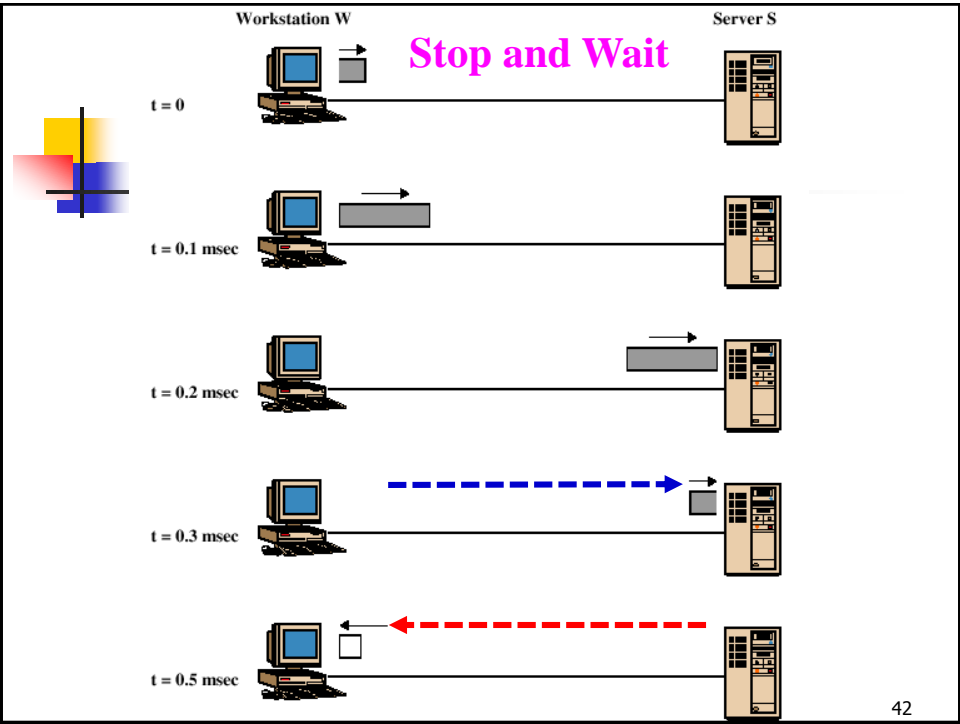 Workstation W
Server S
Stop and Wait
t = 0
t = 0.1 msec
t = 0.2 msec
t = 0.3 msec
t = 0.5 msec
42